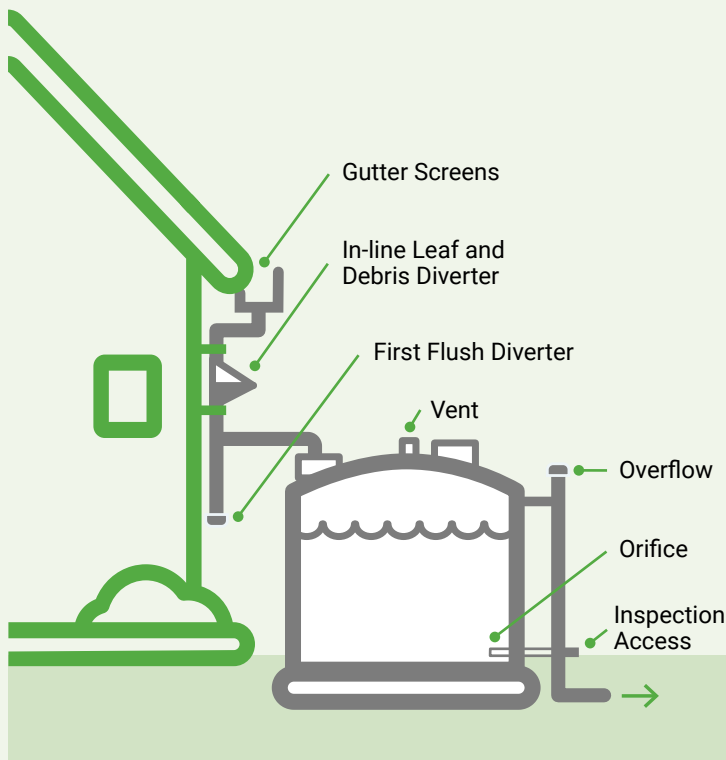 Gutter Screens
In-line Leaf and
Debris Diverter
First Flush Diverter
Vent
Overflow
Orifice
Inspection
Access